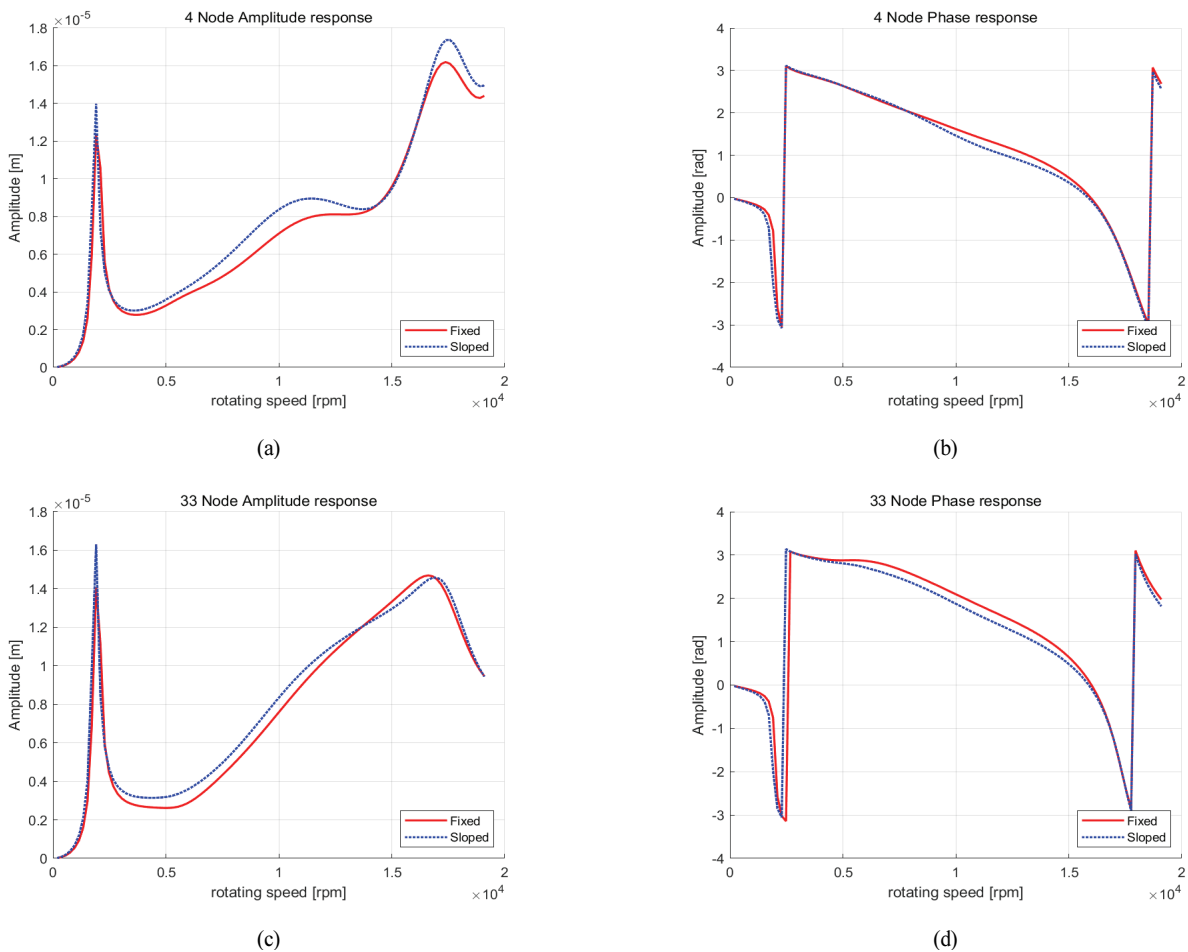 4 Node Amplitude response
×10⁻⁵
1.8
1.6
1.4
1.2
1
0.8
0.6
0.4
0.2
0
Amplitude [m]
0 0.5 1 1.5 2
rotating speed [rpm]
×10⁴
Fixed
Sloped
(a)
4 Node Phase response
4
3
2
1
0
-1
-2
-3
-4
Amplitude [rad]
0 0.5 1 1.5 2
rotating speed [rpm]
×10⁴
Fixed
Sloped
(b)
33 Node Amplitude response
×10⁻⁵
1.8
1.6
1.4
1.2
1
0.8
0.6
0.4
0.2
0
Amplitude [m]
0 0.5 1 1.5 2
rotating speed [rpm]
×10⁴
Fixed
Sloped
(c)
33 Node Phase response
4
3
2
1
0
-1
-2
-3
-4
Amplitude [rad]
0 0.5 1 1.5 2
rotating speed [rpm]
×10⁴
Fixed
Sloped
(d)